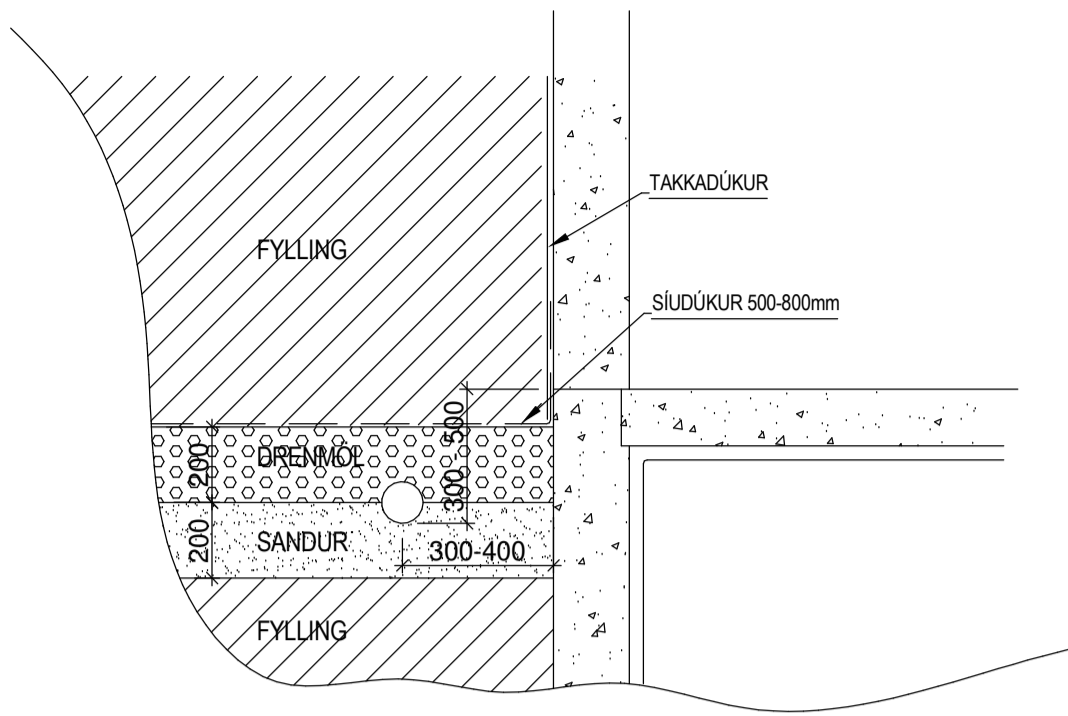 TAKKADÚKUR
FYLLING
SÍUDÚKUR 500-800mm
300 - 500
200
DRENMÖL
200
SANDUR
300-400
FYLLING